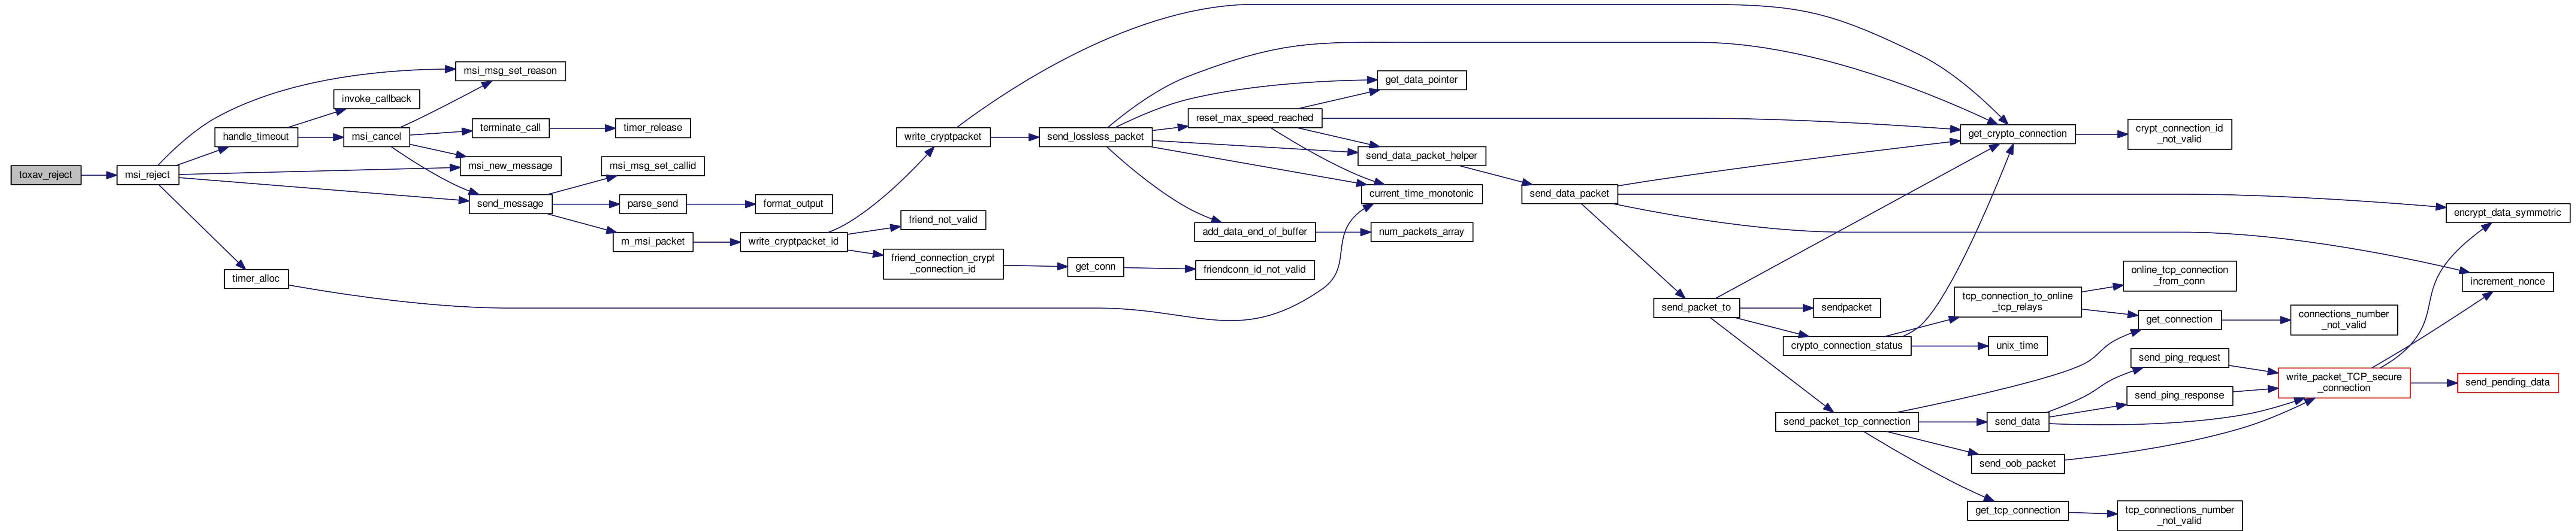 toxav_reject
msi_reject
handle_timeout
timer_alloc
invoke_callback
msi_cancel
msi_msg_set_reason
terminate_call
msi_new_message
send_message
timer_release
msi_msg_set_callid
parse_send
m_msi_packet
format_output
write_cryptpacket_id
write_cryptpacket
friend_not_valid
friend_connection_crypt
_connection_id
send_lossless_packet
get_conn
reset_max_speed_reached
add_data_end_of_buffer
friendconn_id_not_valid
get_data_pointer
send_data_packet_helper
current_time_monotonic
num_packets_array
send_data_packet
send_packet_to
sendpacket
crypto_connection_status
send_packet_tcp_connection
get_crypto_connection
tcp_connection_to_online
_tcp_relays
unix_time
send_data
send_oob_packet
get_tcp_connection
crypt_connection_id
_not_valid
online_tcp_connection
_from_conn
get_connection
send_ping_request
send_ping_response
tcp_connections_number
_not_valid
connections_number
_not_valid
write_packet_TCP_secure
_connection
encrypt_data_symmetric
increment_nonce
send_pending_data